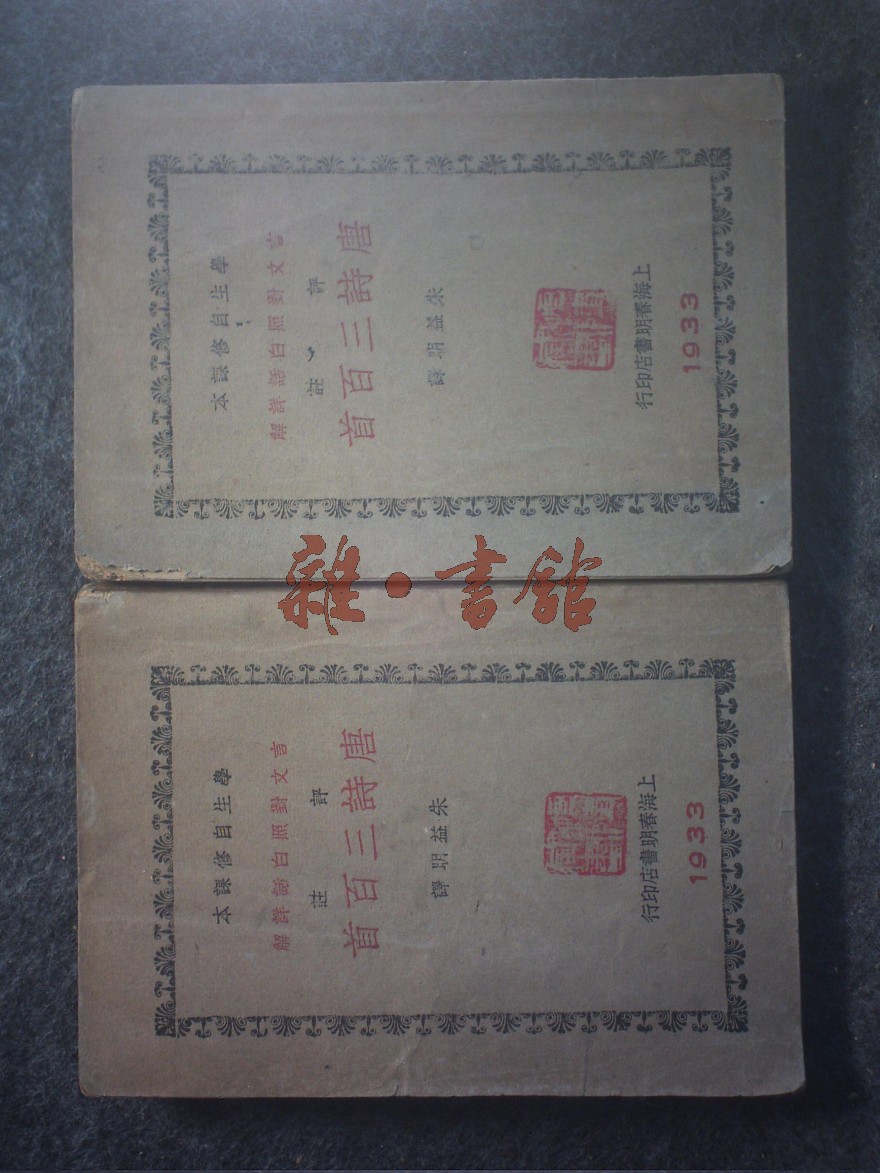 學生自修課本
言文對照白話詳解
評註
唐詩三百首
朱益明譯
上海春明書店印行
1933
雜·書館
學生自修課本
言文對照白話詳解
評註
唐詩三百首
朱益明譯
上海春明書店印行
1933